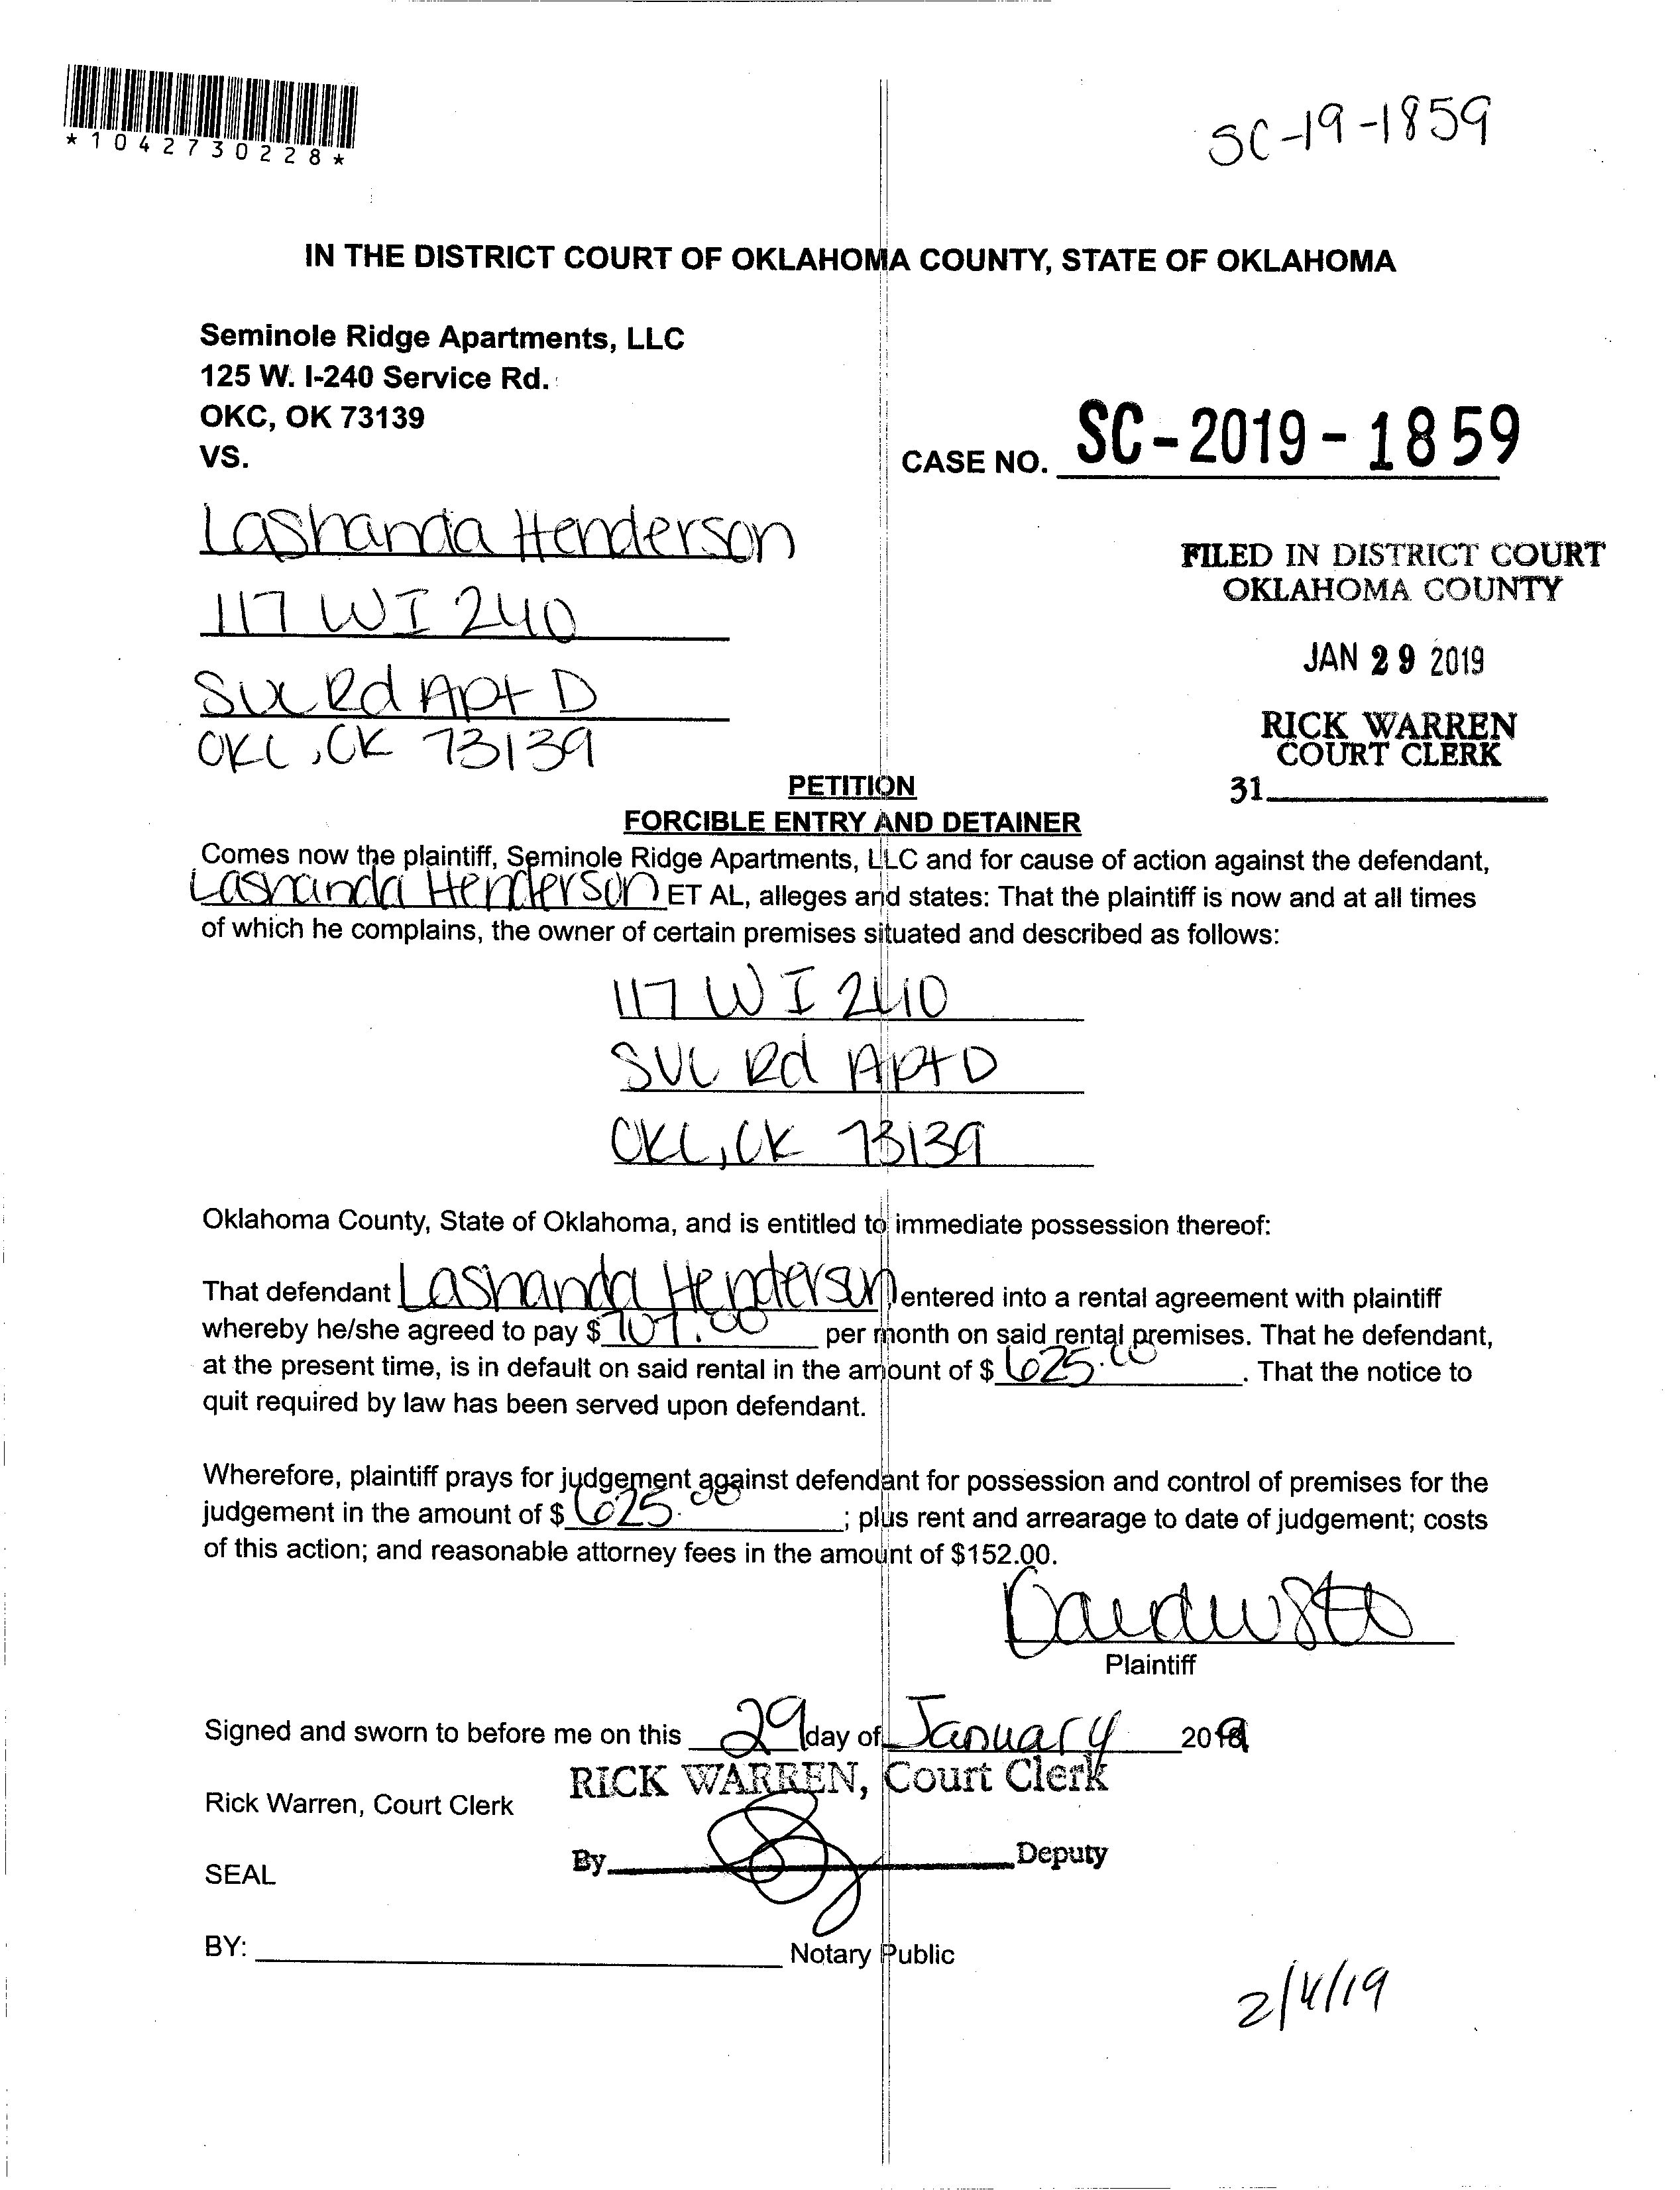 *1042730228*
SC-19-1859
IN THE DISTRICT COURT OF OKLAHOMA COUNTY, STATE OF OKLAHOMA
Seminole Ridge Apartments, LLC
125 W. I-240 Service Rd.
OKC, OK 73139
VS.
CASE NO. SC-2019-1859
Lashanda Henderson
117 W I 240
Svc Rd Apt D
OKC, OK 73139
FILED IN DISTRICT COURT
OKLAHOMA COUNTY
JAN 29 2019
RICK WARREN
COURT CLERK
31
PETITION
FORCIBLE ENTRY AND DETAINER
Comes now the plaintiff, Seminole Ridge Apartments, LLC and for cause of action against the defendant,
Lashanda Henderson ET AL, alleges and states: That the plaintiff is now and at all times
of which he complains, the owner of certain premises situated and described as follows:
117 W I 240
SVC Rd Apt D
OKC, OK 73139
Oklahoma County, State of Oklahoma, and is entitled to immediate possession thereof:
That defendant Lashanda Henderson entered into a rental agreement with plaintiff
whereby he/she agreed to pay $ 707.00 per month on said rental premises. That he defendant,
at the present time, is in default on said rental in the amount of $ 625.00. That the notice to
quit required by law has been served upon defendant.
Wherefore, plaintiff prays for judgement against defendant for possession and control of premises for the
judgement in the amount of $ 625.00; plus rent and arrearage to date of judgement; costs
of this action; and reasonable attorney fees in the amount of $152.00.
Plaintiff
Signed and sworn to before me on this 29 day of January 2019
RICK WARREN, Court Clerk
Rick Warren, Court Clerk
By Deputy
SEAL
BY: Notary Public
2/4/19